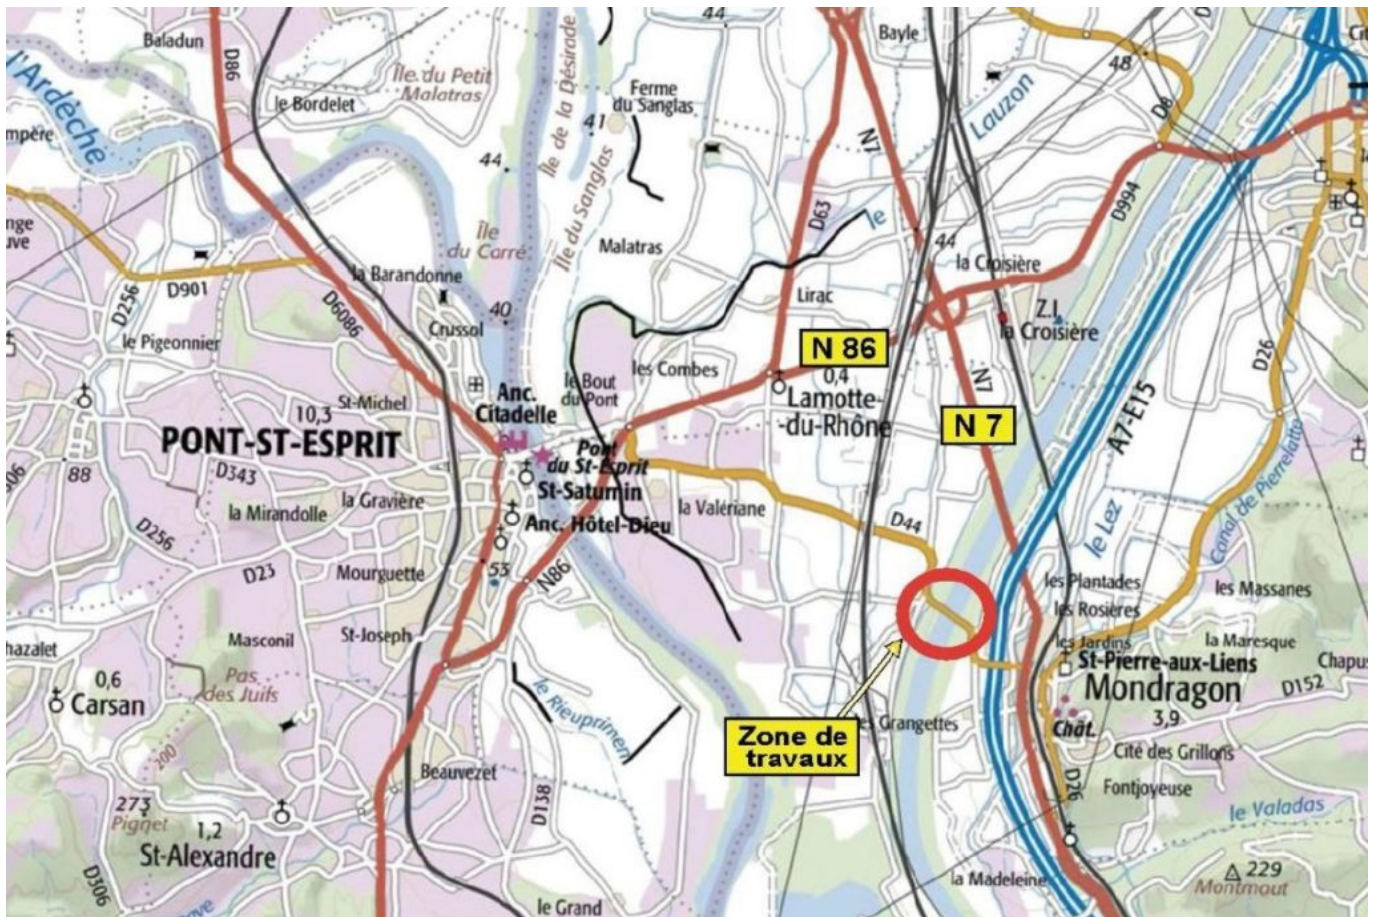 44
Bayle
Baladun
D86
l'Ardèche
Île du Petit
Malatras
le Bordelet
Île de la Désirade
Ferme
du Sanglas
41
44
Île du Sanglas
Île
du Carré
Malatras
N7
D63
le
Lauzon
48
D8
D994
44
la Croisière
Z.I.
la Croisière
Lirac
la Barandonne
D901
D256
D6086
40
Crussol
le Pigeonnier
N 86
0,4
Lamotte-
-du-Rhône
les Combes
le Bout
du Pont
N7
N 7
A7-E15
D26
Anc.
Citadelle
St-Michel
10,3
PONT-ST-ESPRIT
Pont
du St-Esprit
St-Saturnin
Anc. Hôtel-Dieu
D343
la Gravière
la Mirandolle
88
D256
D23
Mourguette
53
N86
la Valériane
D44
le Lez
Canal de Pierrelatte
les Plantades
les Massanes
les Rosières
les Jardins
la Maresque
St-Pierre-aux-Liens
Mondragon
3,9
Chât.
D152
Cité des Grillons
Fontjoyeuse
D26
le Valadas
229
Montmout
la Madeleine
Zone de
travaux
es Grangettes
Masconil
St-Joseph
Pas
des Juifs
0,6
Carsan
200
le Rieuprimen
Beauvezet
D138
273
Pignet
1,2
St-Alexandre
D306
le Grand